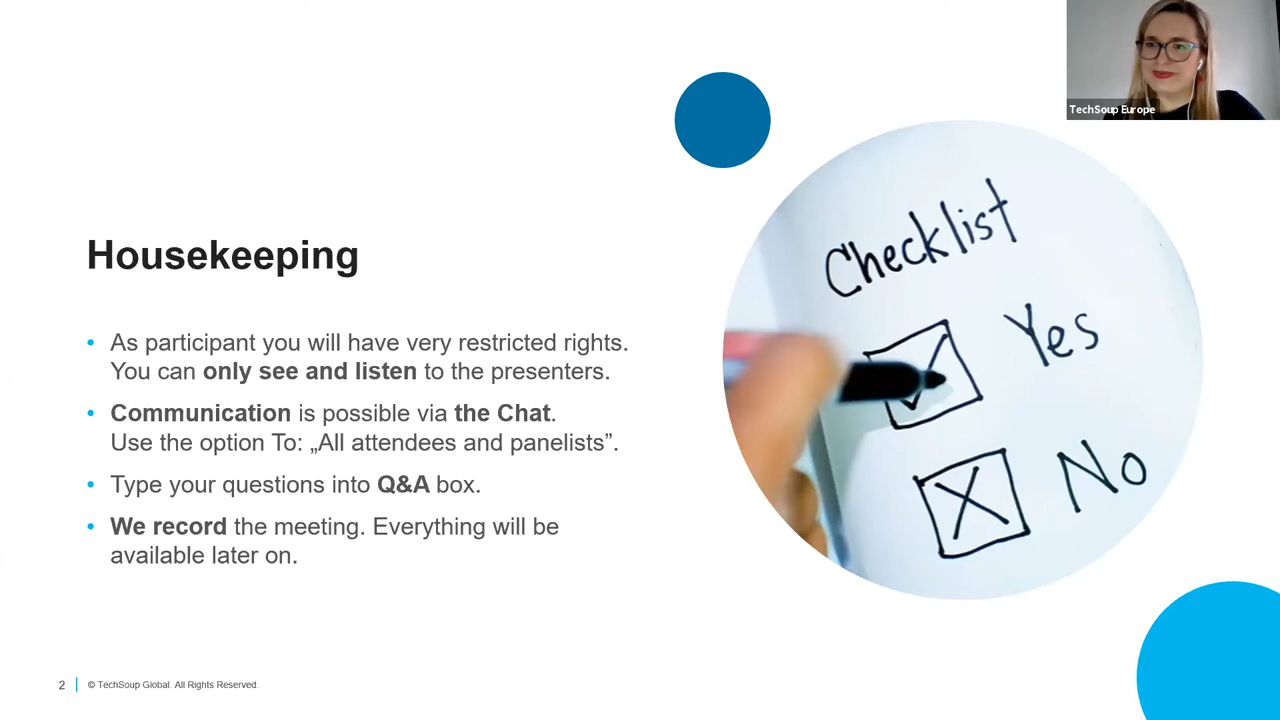 TechSoup Europe
Housekeeping
• As participant you will have very restricted rights.
You can only see and listen to the presenters.
• Communication is possible via the Chat.
Use the option To: „All attendees and panelists”.
• Type your questions into Q&A box.
• We record the meeting. Everything will be
available later on.
Checklist
Yes
No
2
© TechSoup Global. All Rights Reserved.